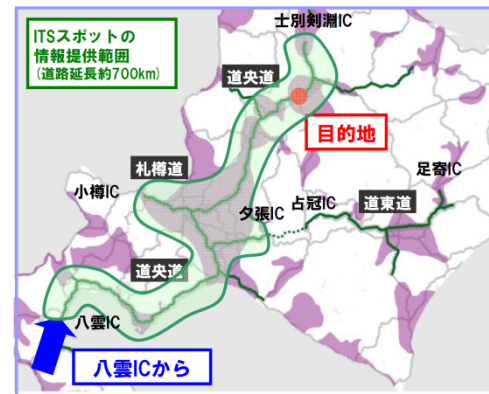 ITSスポットの
情報提供範囲
(道路延長約700km)
士別剣淵IC
道央道
目的地
札樽道
足寄IC
小樽IC
夕張IC
占冠IC
道東道
道央道
八雲IC
八雲ICから